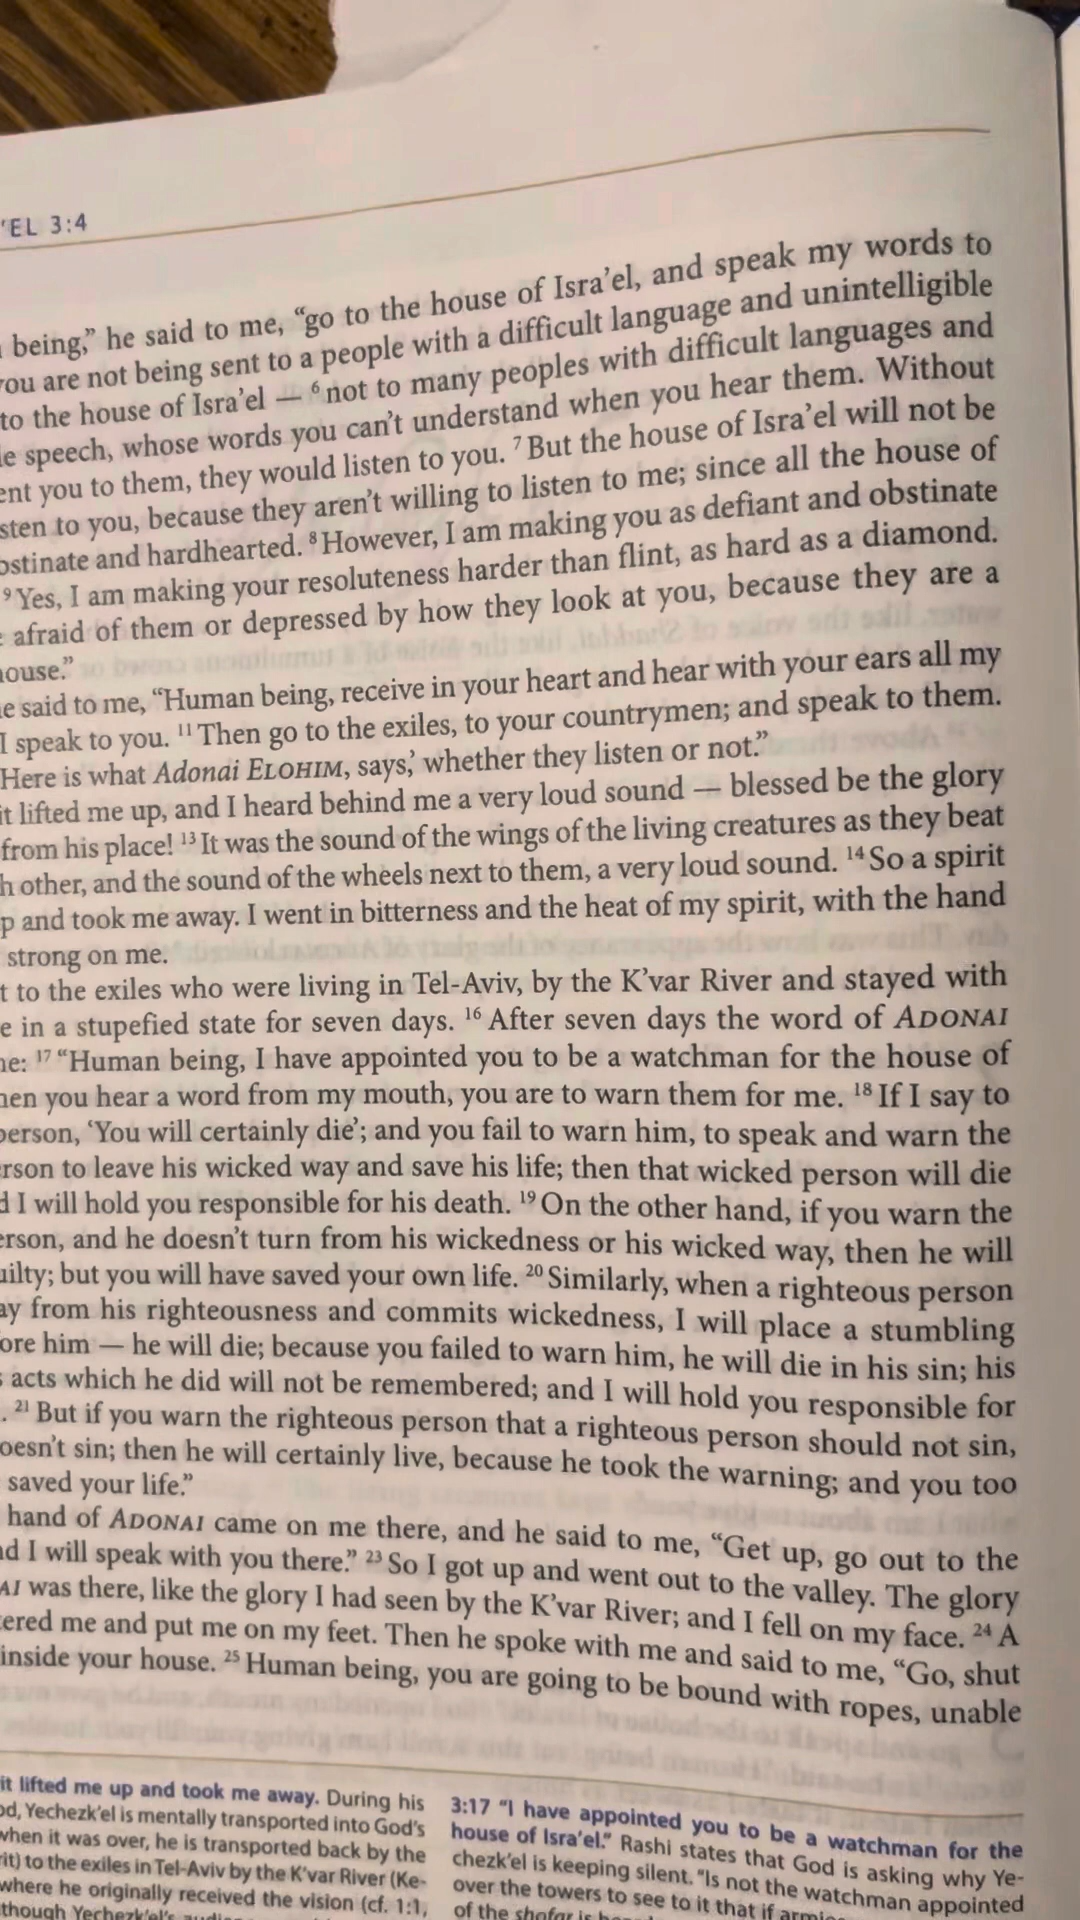 'EL 3:4
being,” he said to me, “go to the house of Isra’el, and speak my words to
you are not being sent to a people with a difficult language and unintelligible
to the house of Isra’el — ⁶ not to many peoples with difficult languages and
speech, whose words you can’t understand when you hear them. Without
you to them, they would listen to you. ⁷ But the house of Isra’el will not be
to you, because they aren’t willing to listen to me; since all the house of
and hardhearted. ⁸ However, I am making you as defiant and obstinate
⁹ Yes, I am making your resoluteness harder than flint, as hard as a diamond.
afraid of them or depressed by how they look at you, because they are a
ouse.”
said to me, “Human being, receive in your heart and hear with your ears all my
I speak to you. ¹¹ Then go to the exiles, to your countrymen; and speak to them.
Here is what Adonai ELOHIM, says,’ whether they listen or not.”
it lifted me up, and I heard behind me a very loud sound — blessed be the glory
from his place! ¹³ It was the sound of the wings of the living creatures as they beat
h other, and the sound of the wheels next to them, a very loud sound. ¹⁴ So a spirit
p and took me away. I went in bitterness and the heat of my spirit, with the hand
strong on me.
t to the exiles who were living in Tel-Aviv, by the K’var River and stayed with
e in a stupefied state for seven days. ¹⁶ After seven days the word of ADONAI
e: ¹⁷ “Human being, I have appointed you to be a watchman for the house of
en you hear a word from my mouth, you are to warn them for me. ¹⁸ If I say to
person, ‘You will certainly die’; and you fail to warn him, to speak and warn the
rson to leave his wicked way and save his life; then that wicked person will die
d I will hold you responsible for his death. ¹⁹ On the other hand, if you warn the
erson, and he doesn’t turn from his wickedness or his wicked way, then he will
uilty; but you will have saved your own life. ²⁰ Similarly, when a righteous person
ay from his righteousness and commits wickedness, I will place a stumbling
ore him — he will die; because you failed to warn him, he will die in his sin; his
acts which he did will not be remembered; and I will hold you responsible for
. ²¹ But if you warn the righteous person that a righteous person should not sin,
oesn’t sin; then he will certainly live, because he took the warning; and you too
saved your life.”
hand of ADONAI came on me there, and he said to me, “Get up, go out to the
d I will speak with you there.” ²³ So I got up and went out to the valley. The glory
AI was there, like the glory I had seen by the K’var River; and I fell on my face. ²⁴ A
ered me and put me on my feet. Then he spoke with me and said to me, “Go, shut
inside your house. ²⁵ Human being, you are going to be bound with ropes, unable
it lifted me up and took me away. During his
od, Yechezk’el is mentally transported into God’s
when it was over, he is transported back by the
rit) to the exiles in Tel-Aviv by the K’var River (Ke-
where he originally received the vision (cf. 1:1,
though Yechezk’el’s
3:17 “I have appointed you to be a watchman for the
house of Isra’el.” Rashi states that God is asking why Ye-
chezk’el is keeping silent. “Is not the watchman appointed
over the towers to see to it that if
of the shofar is